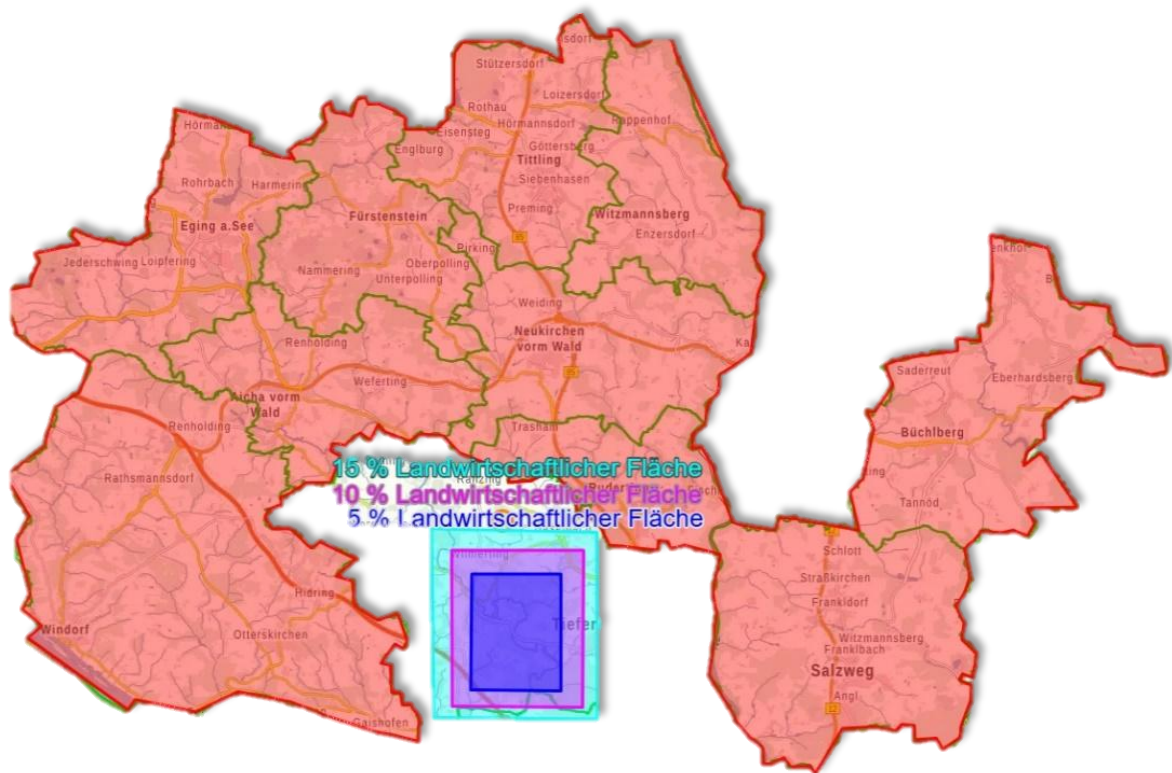 Stützersdorf
Loizersdorf
Rothau
Hörmannsdorf
Rappenhof
Eisensteg
Englburg
Göttersberg
Tittling
Siebenhasen
Rohrbach
Harmering
Preming
Witzmannsberg
Fürstenstein
Eging a.See
Enzersdorf
Pirking
Jederschwing
Loipfering
Oberpolling
Nammering
Unterpolling
Weiding
Neukirchen
vorm Wald
Renholding
Saderreut
Eberhardsberg
Weferting
Aicha vorm
Wald
Renholding
Trasham
Büchlberg
15 % Landwirtschaftlicher Fläche
Rathsmannsdorf
10 % Landwirtschaftlicher Fläche
Tannöd
5 % Landwirtschaftlicher Fläche
Schlott
Straßkirchen
Hidring
Frankldorf
Tiefer
Windorf
Otterskirchen
Witzmannsberg
Franklbach
Salzweg
Angl
Gaishofen